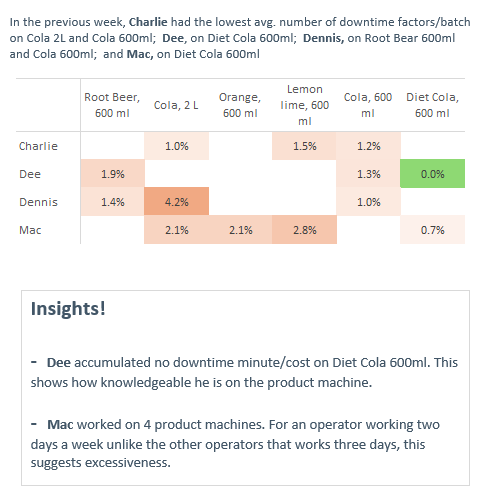 In the previous week, Charlie had the lowest avg. number of downtime factors/batch
on Cola 2L and Cola 600ml; Dee, on Diet Cola 600ml; Dennis, on Root Bear 600ml
and Cola 600ml; and Mac, on Diet Cola 600ml
Root Beer, 600 ml Cola, 2 L Orange, 600 ml Lemon lime, 600 ml Cola, 600 ml Diet Cola, 600 ml
Charlie 1.0% 1.5% 1.2%
Dee 1.9% 1.3% 0.0%
Dennis 1.4% 4.2% 1.0%
Mac 2.1% 2.1% 2.8% 0.7%
Insights!
- Dee accumulated no downtime minute/cost on Diet Cola 600ml. This
shows how knowledgeable he is on the product machine.
- Mac worked on 4 product machines. For an operator working two
days a week unlike the other operators that works three days, this
suggests excessiveness.